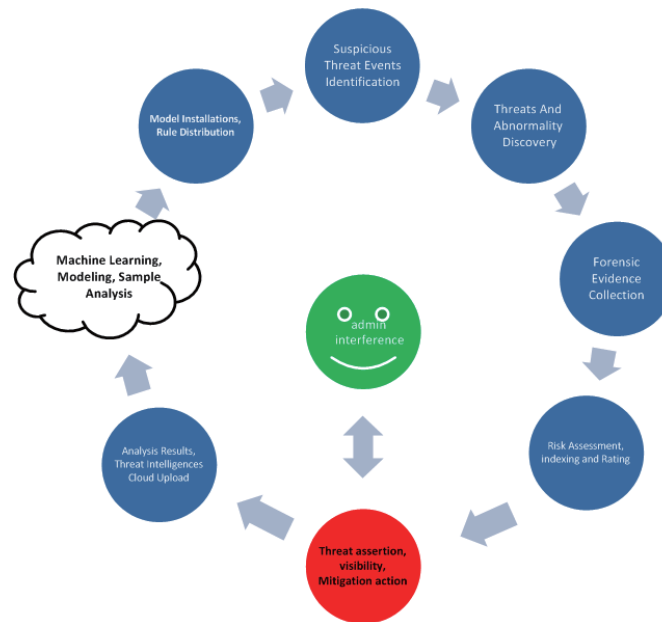 Suspicious
Threat Events
Identification
Model Installations,
Rule Distribution
Threats And
Abnormality
Discovery
Machine Learning,
Modeling, Sample
Analysis
Forensic
Evidence
Collection
admin
interference
Analysis Results,
Threat Intelligences
Cloud Upload
Risk Assessment,
indexing and Rating
Threat assertion,
visibility,
Mitigation action